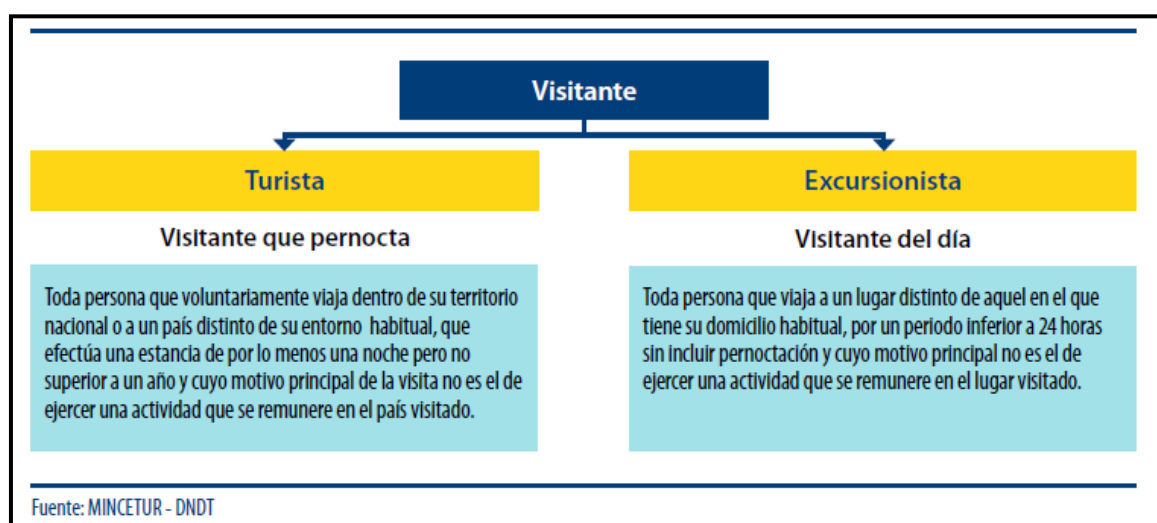 Visitante
Turista
Visitante que pernocta
Toda persona que voluntariamente viaja dentro de su territorio
nacional o a un país distinto de su entorno habitual, que
efectúa una estancia de por lo menos una noche pero no
superior a un año y cuyo motivo principal de la visita no es el de
ejercer una actividad que se remunere en el país visitado.
Excursionista
Visitante del día
Toda persona que viaja a un lugar distinto de aquel en el que
tiene su domicilio habitual, por un periodo inferior a 24 horas
sin incluir pernoctación y cuyo motivo principal no es el de
ejercer una actividad que se remunere en el lugar visitado.
Fuente: MINCETUR - DNDT